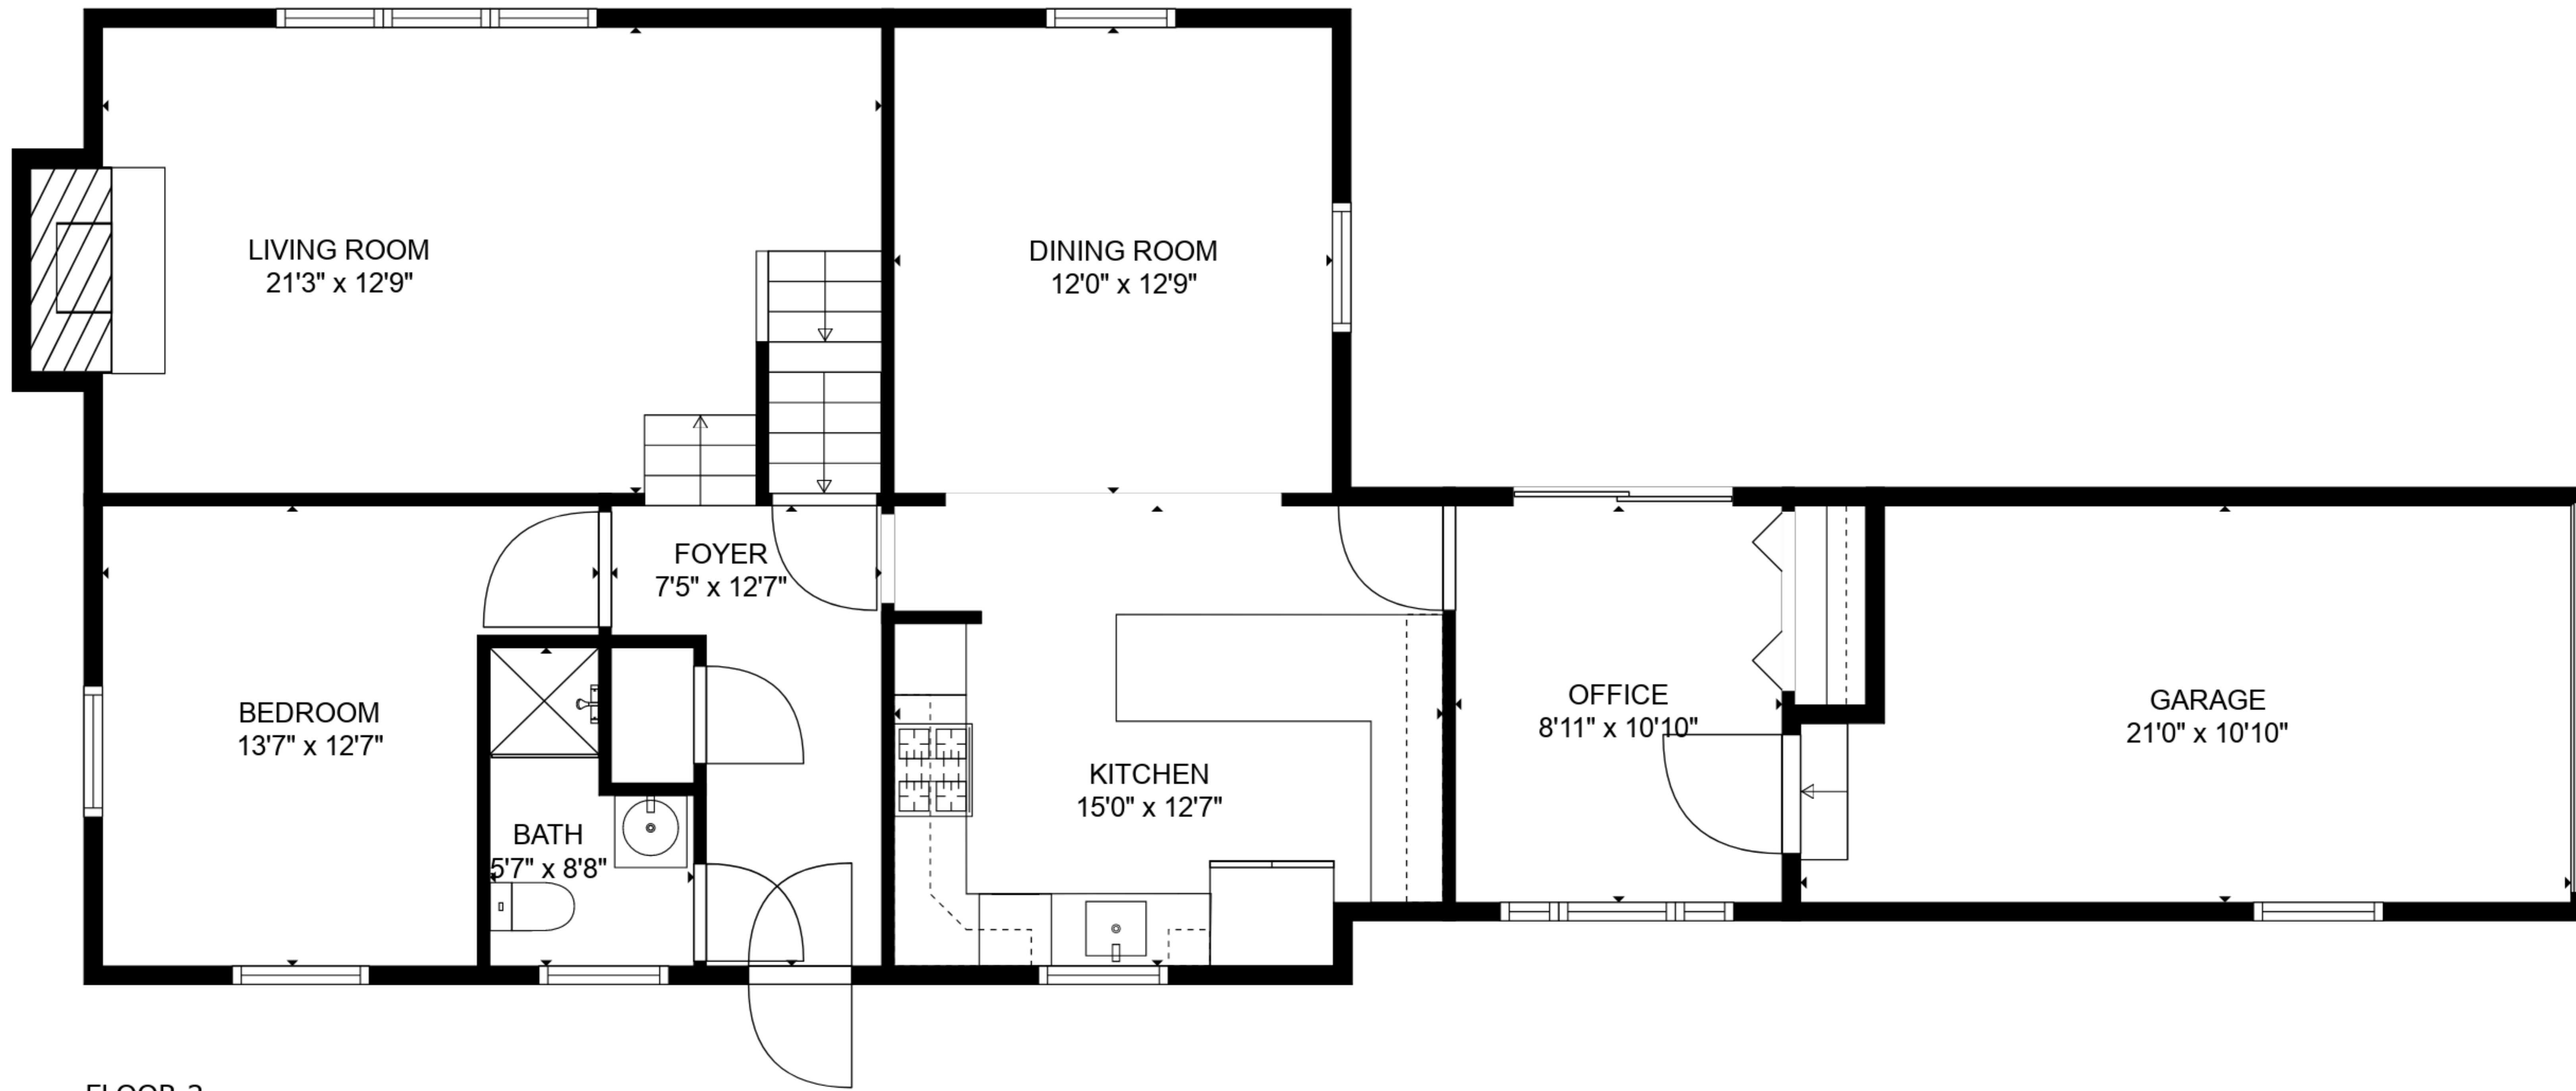 LIVING ROOM
21'3" x 12'9"
DINING ROOM
12'0" x 12'9"
FOYER
7'5" x 12'7"
BEDROOM
13'7" x 12'7"
OFFICE
8'11" x 10'10"
GARAGE
21'0" x 10'10"
KITCHEN
15'0" x 12'7"
BATH
5'7" x 8'8"
FLOOR 2